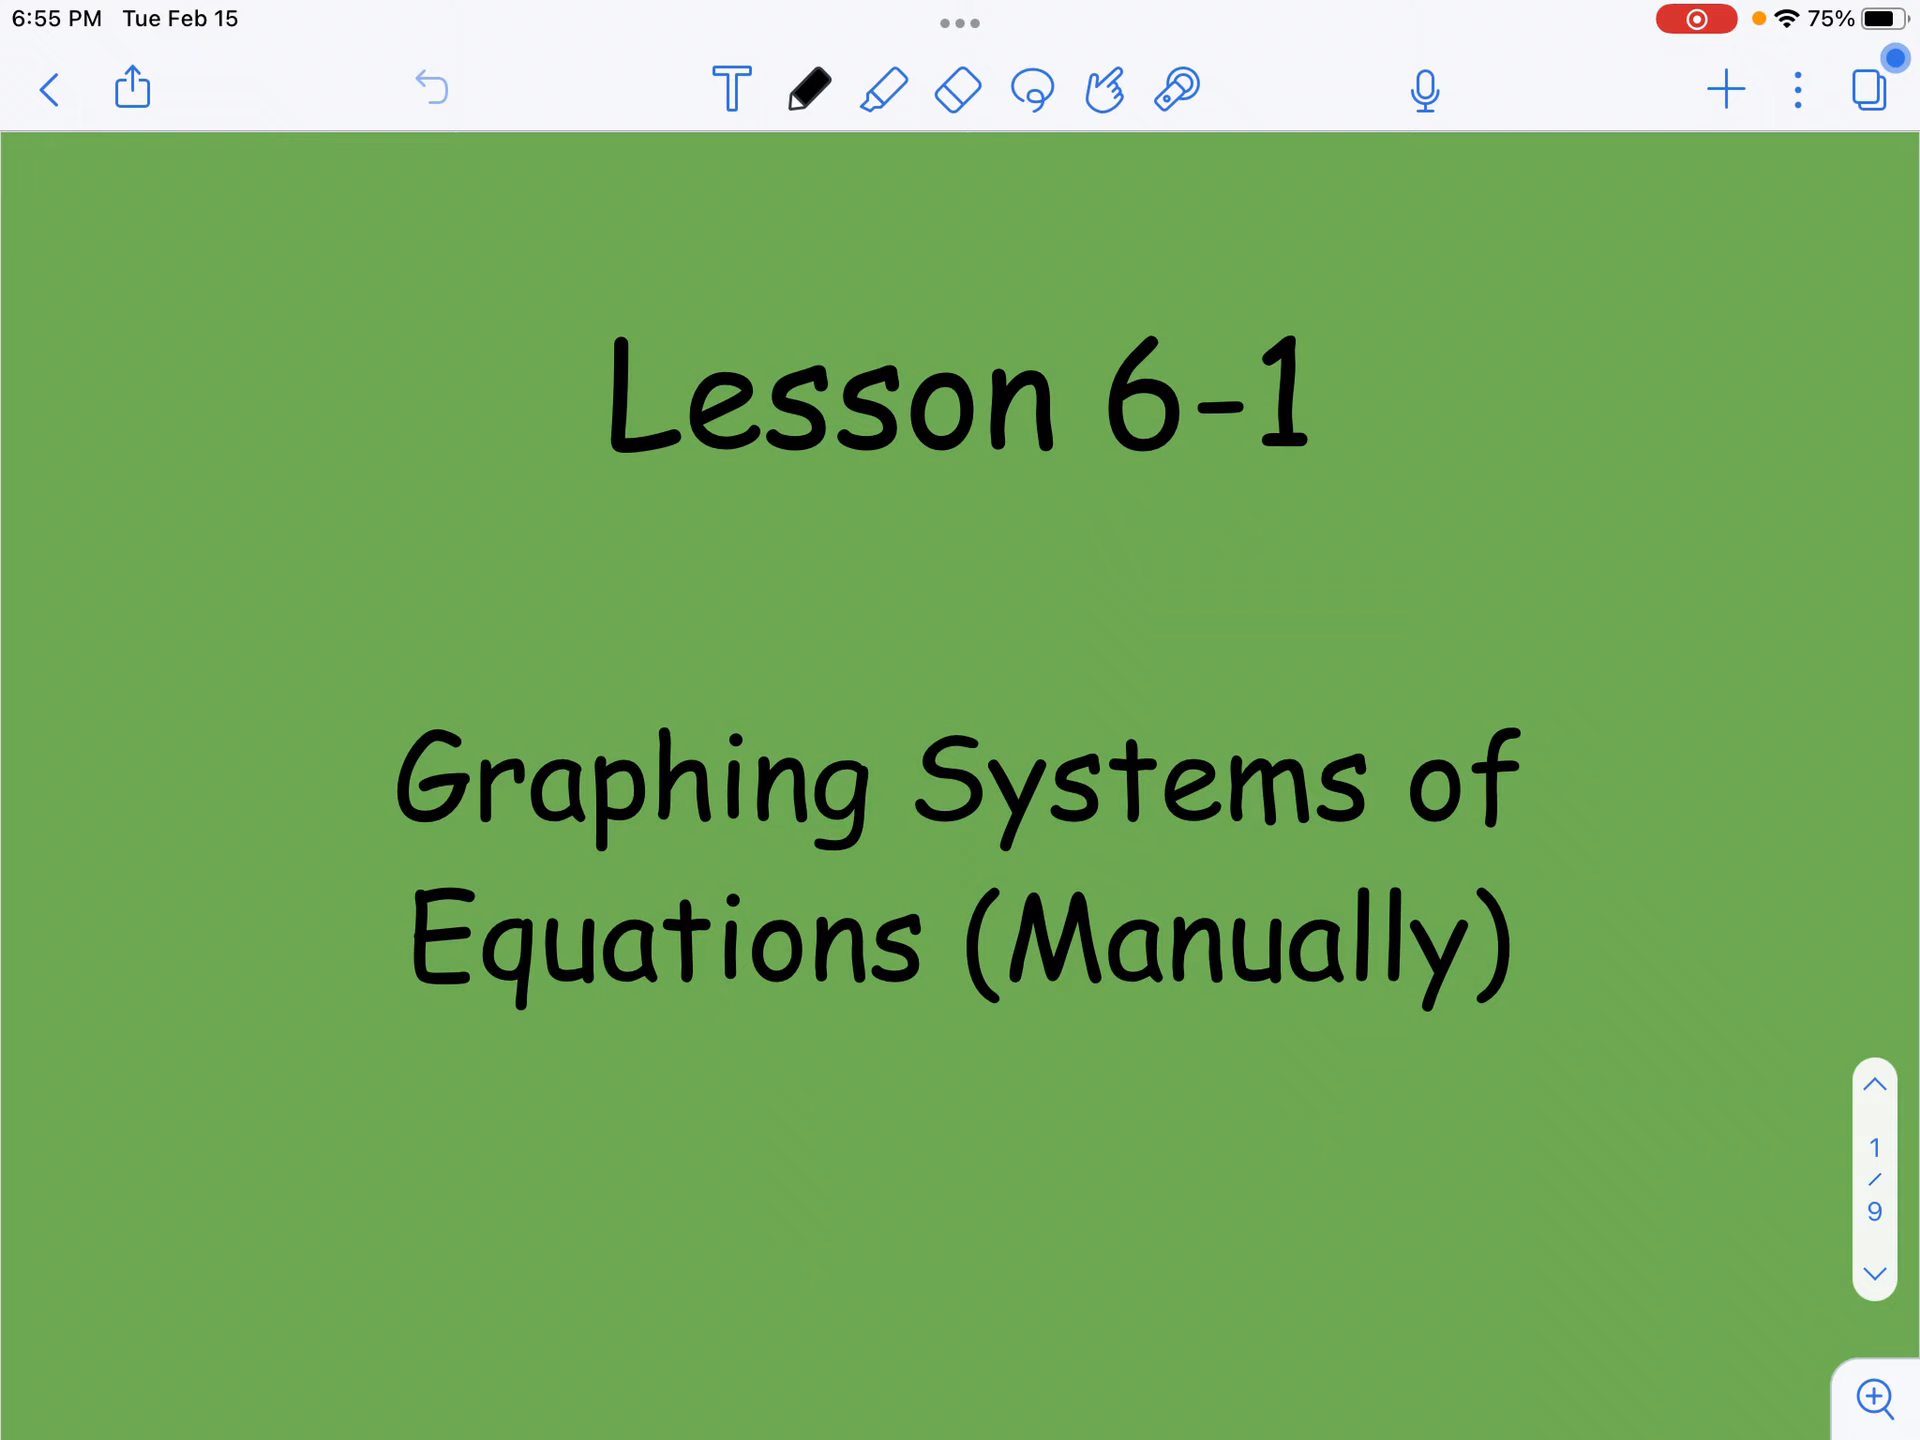 6:55 PM Tue Feb 15
75%
Lesson 6-1
Graphing Systems of
Equations (Manually)
1
/
9